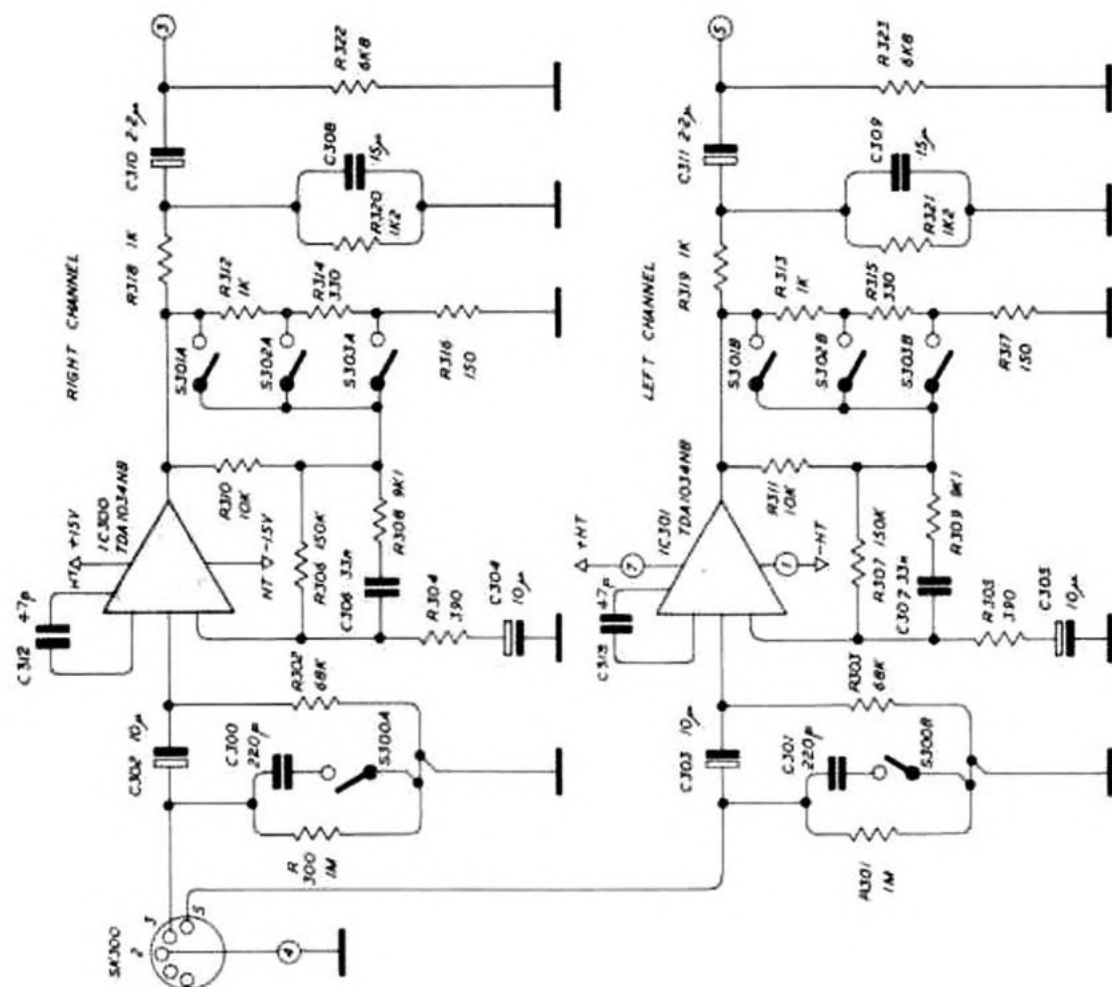 RIGHT CHANNEL
SK300
2
3
5
4
R
300
1M
C300
220p
S300A
C302 10μ
R302
68K
C312 47p
HT +15V
IC300
TDA1034NB
HT -15V
R310
10K
R306 150K
C306 33n
R308 9K1
R304
390
C304
10μ
S301A
S302A
S303A
R312
1K
R314
330
R316
150
R318 1K
R320
1K2
C308
15μ
C310 2·2μ
R322
6K8
3
LEFT CHANNEL
R301
1M
C301
220p
S300B
C303 10μ
R303
68K
C313 47p
+HT
7
IC301
TDA1034NB
1
-HT
R311
10K
R307 150K
C307 33n
R309 9K1
R305
390
C305
10μ
S301B
S302B
S303B
R313
1K
R315
330
R317
150
R319 1K
R321
1K2
C309
15μ
C311 2·2μ
R323
6K8
5